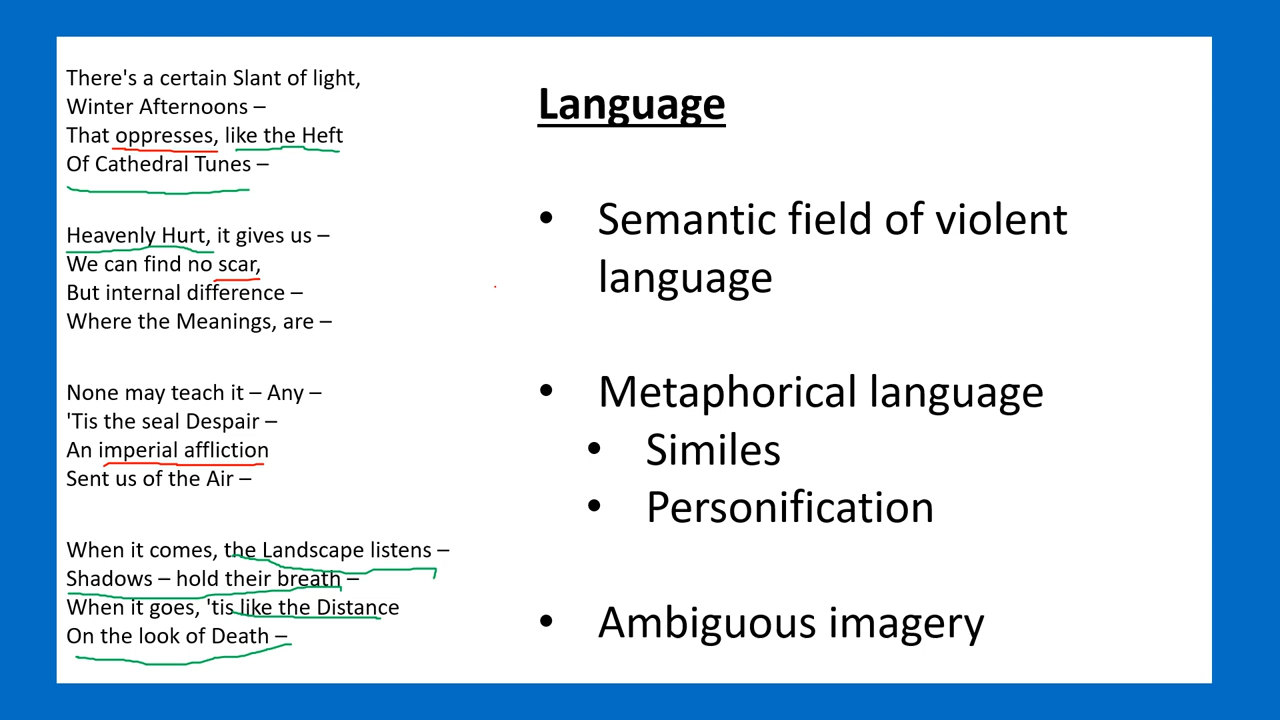 There's a certain Slant of light,
Winter Afternoons –
That oppresses, like the Heft
Of Cathedral Tunes –
Heavenly Hurt, it gives us –
We can find no scar,
But internal difference –
Where the Meanings, are –
None may teach it – Any –
'Tis the seal Despair –
An imperial affliction
Sent us of the Air –
When it comes, the Landscape listens –
Shadows – hold their breath –
When it goes, 'tis like the Distance
On the look of Death –
Language
• Semantic field of violent
language
• Metaphorical language
• Similes
• Personification
• Ambiguous imagery